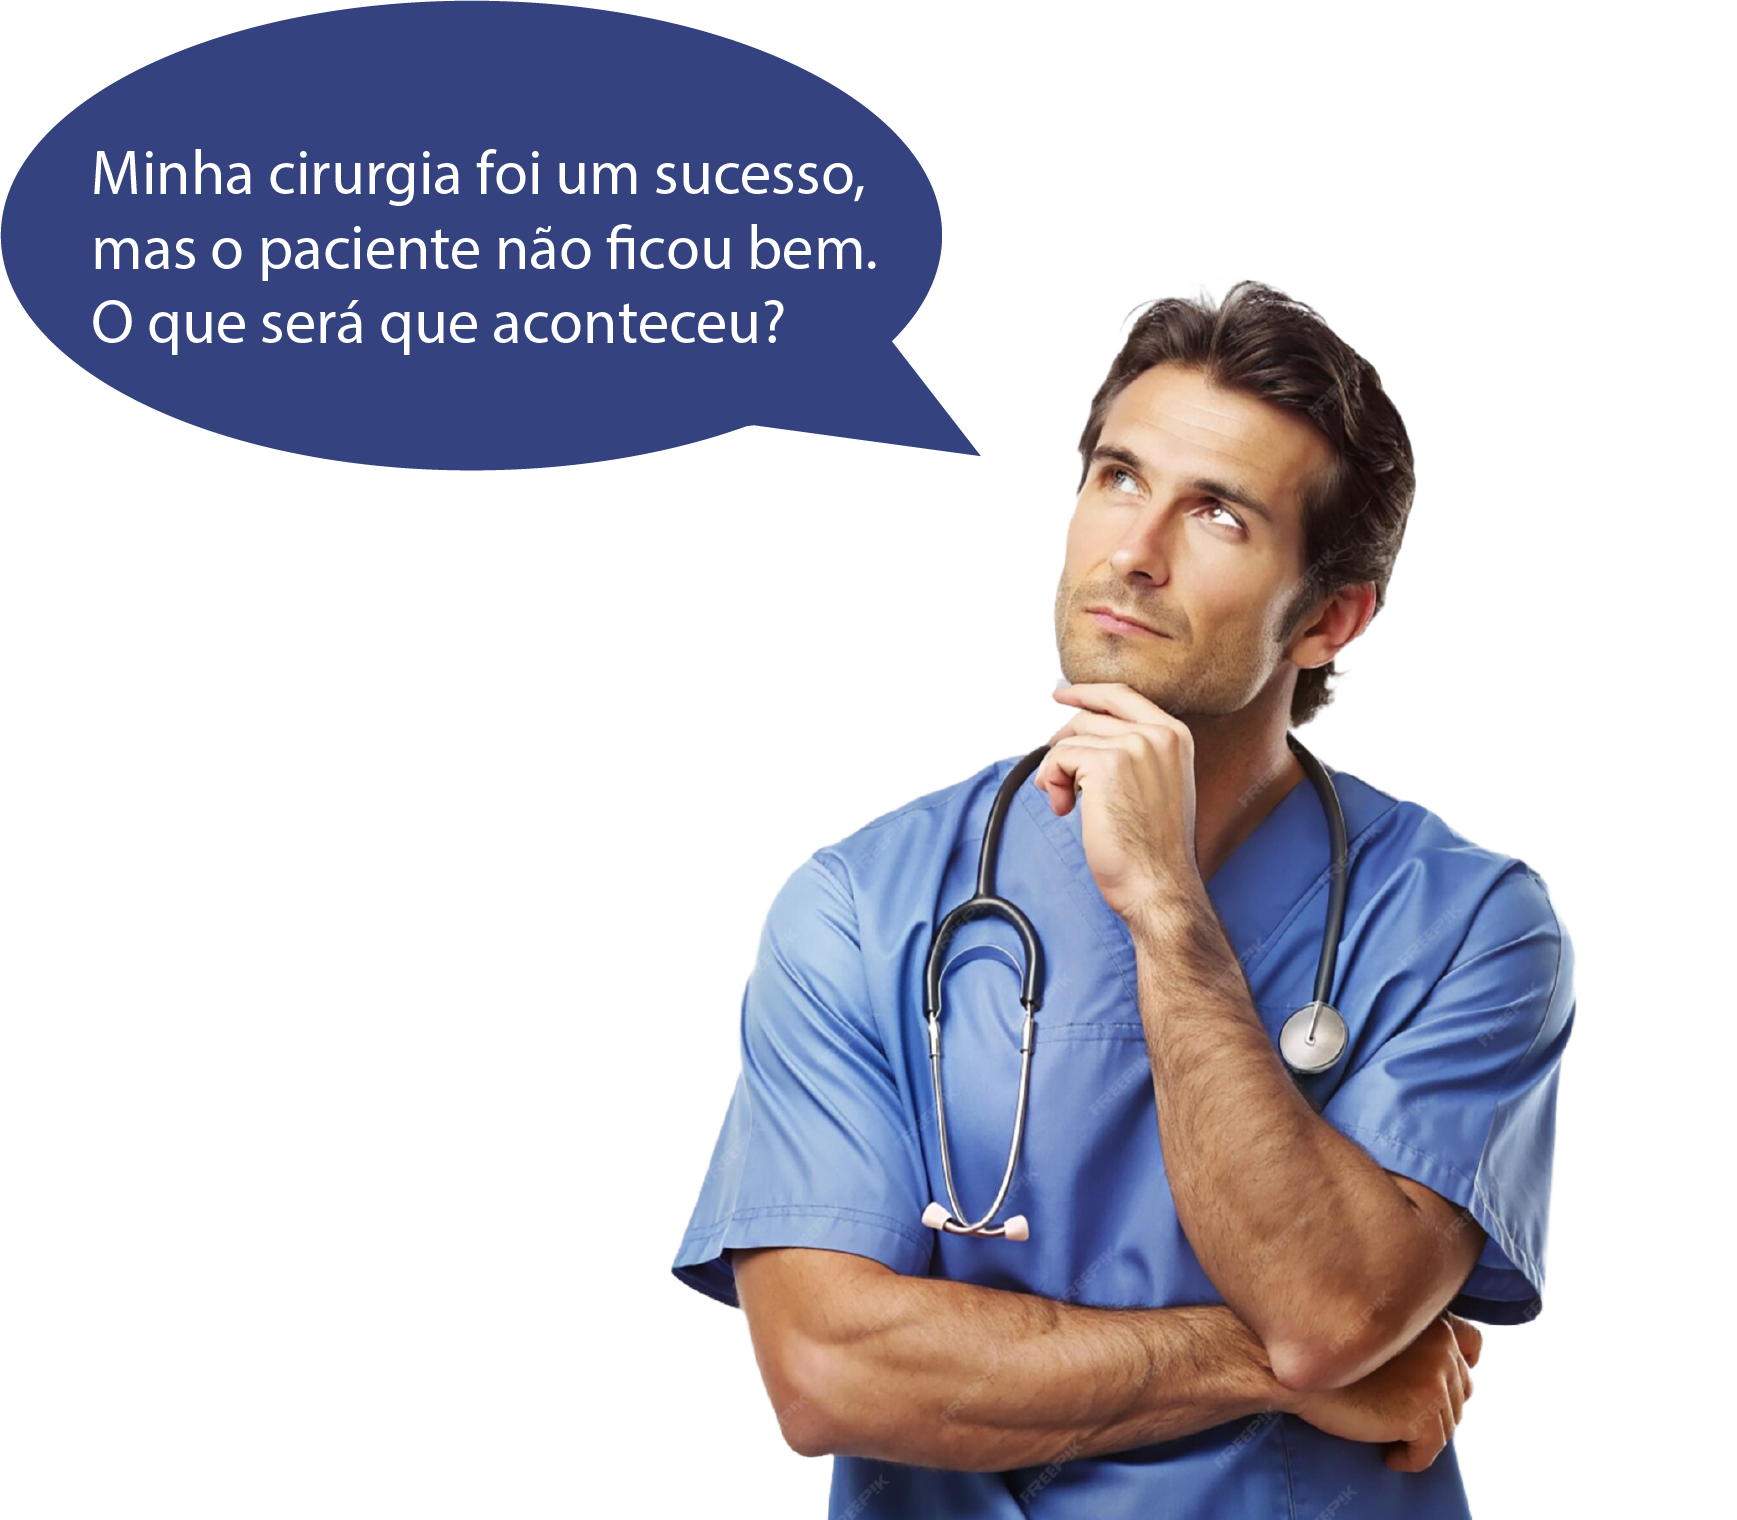 Minha cirurgia foi um sucesso,
mas o paciente não ficou bem.
O que será que aconteceu?